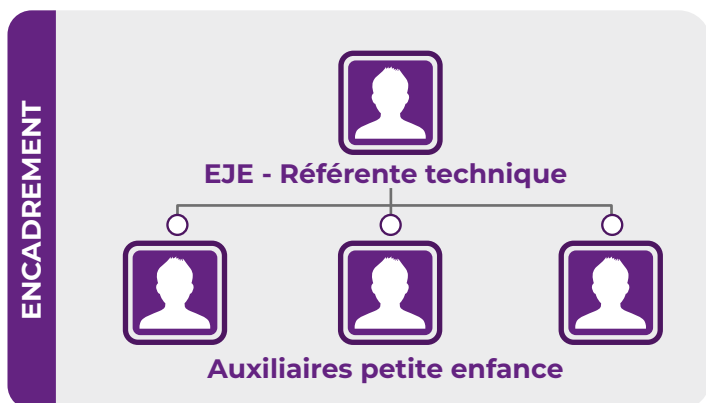 ENCADREMENT
EJE - Référente technique
Auxiliaires petite enfance